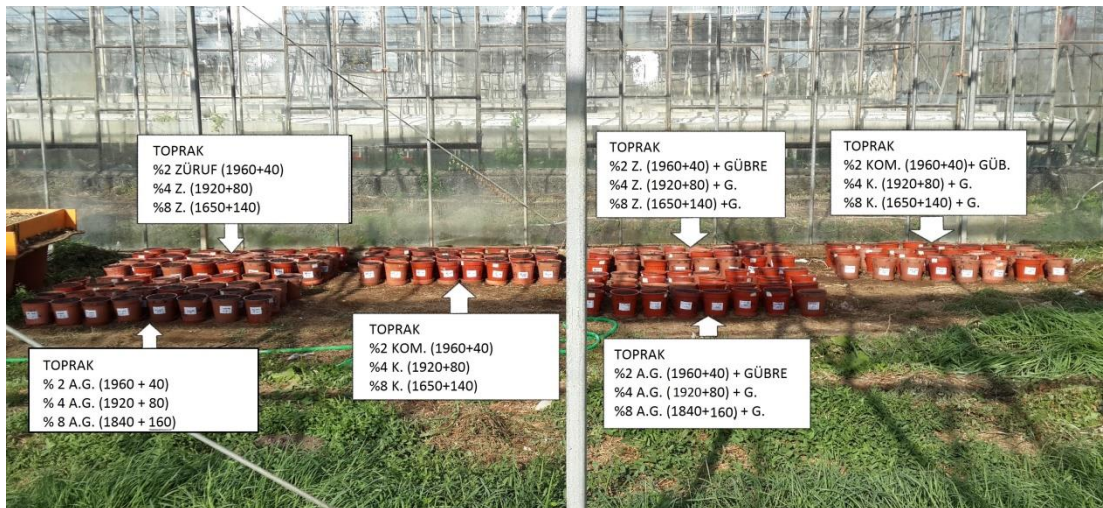 TOPRAK
%2 ZÜRUF (1960+40)
%4 Z. (1920+80)
%8 Z. (1650+140)
TOPRAK
%2 Z. (1960+40) + GÜBRE
%4 Z. (1920+80) + G.
%8 Z. (1650+140) +G.
TOPRAK
%2 KOM. (1960+40)+ GÜB.
%4 K. (1920+80) + G.
%8 K. (1650+140) + G.
TOPRAK
% 2 A.G. (1960 + 40)
% 4 A.G. (1920 + 80)
% 8 A.G. (1840 + 160)
TOPRAK
%2 KOM. (1960+40)
%4 K. (1920+80)
%8 K. (1650+140)
TOPRAK
%2 A.G. (1960+40) + GÜBRE
%4 A.G. (1920+80) + G.
%8 A.G. (1840+160) + G.